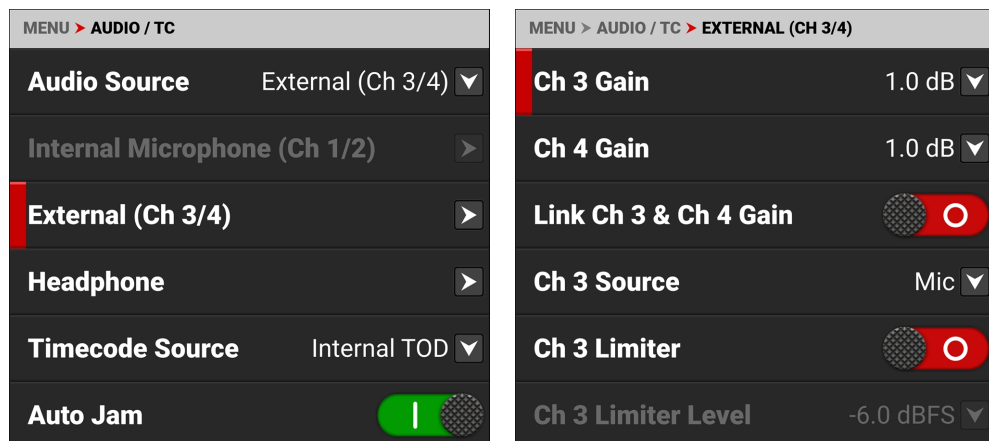 MENU > AUDIO / TC
Audio Source External (Ch 3/4)
Internal Microphone (Ch 1/2)
External (Ch 3/4)
Headphone
Timecode Source Internal TOD
Auto Jam
MENU > AUDIO / TC > EXTERNAL (CH 3/4)
Ch 3 Gain 1.0 dB
Ch 4 Gain 1.0 dB
Link Ch 3 & Ch 4 Gain
Ch 3 Source Mic
Ch 3 Limiter
Ch 3 Limiter Level -6.0 dBFS